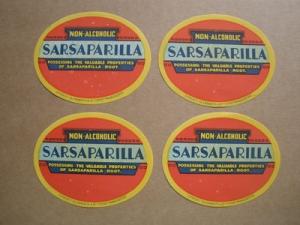 NON-ALCOHOLIC
SARSAPARILLA
POSSESSING THE VALUABLE PROPERTIES
OF SARSAPARILLA ROOT.
NON-ALCOHOLIC
SARSAPARILLA
POSSESSING THE VALUABLE PROPERTIES
OF SARSAPARILLA ROOT.
NON-ALCOHOLIC
SARSAPARILLA
POSSESSING THE VALUABLE PROPERTIES
OF SARSAPARILLA ROOT.
NON-ALCOHOLIC
SARSAPARILLA
POSSESSING THE VALUABLE PROPERTIES
OF SARSAPARILLA ROOT.